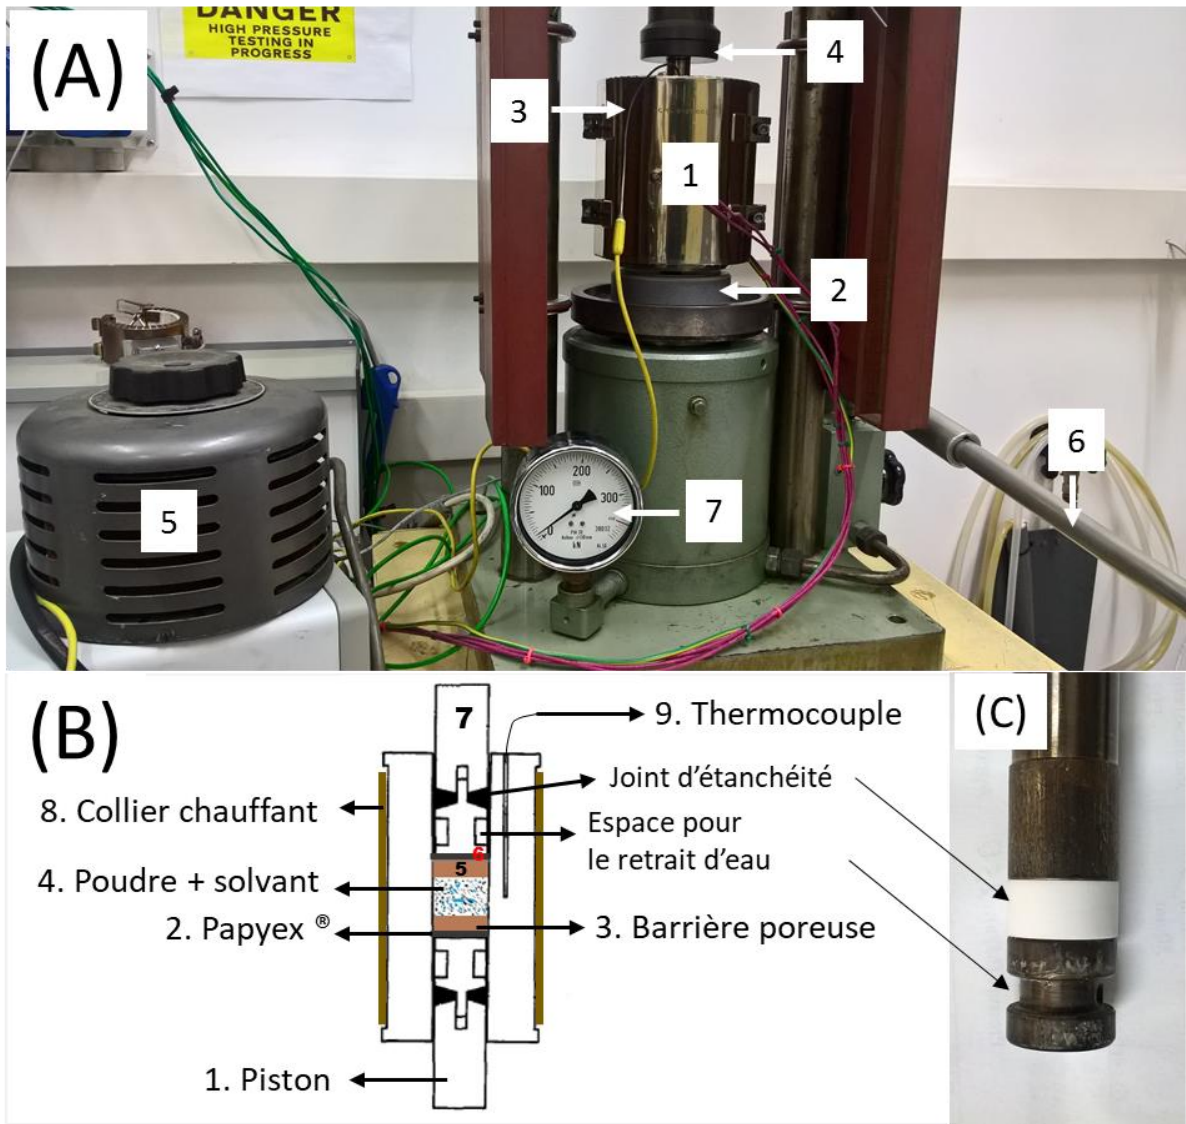 (A)
DANGER
HIGH PRESSURE
TESTING IN
PROGRESS
4
3
1
2
6
5
7
0
100
200
300
kN
(B)
7
9. Thermocouple
(C)
8. Collier chauffant
Joint d'étanchéité
Espace pour
le retrait d'eau
6
5
4. Poudre + solvant
2. Papyex ®
3. Barrière poreuse
1. Piston